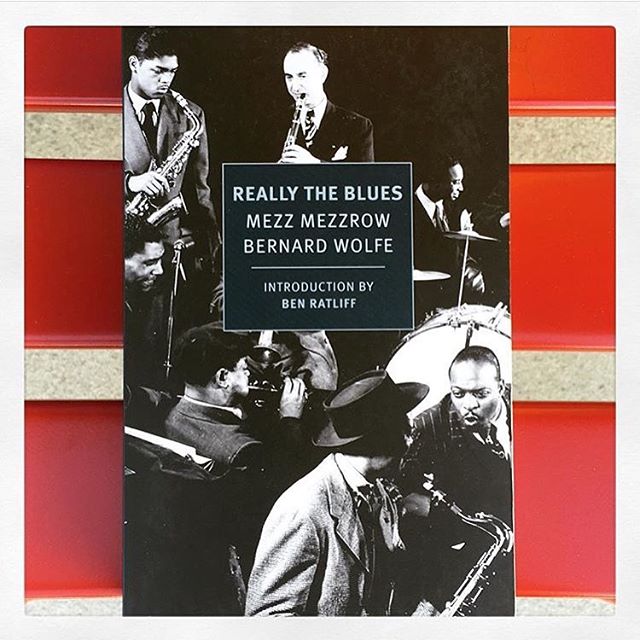 REALLY THE BLUES
MEZZ MEZZROW
BERNARD WOLFE
INTRODUCTION BY
BEN RATLIFF